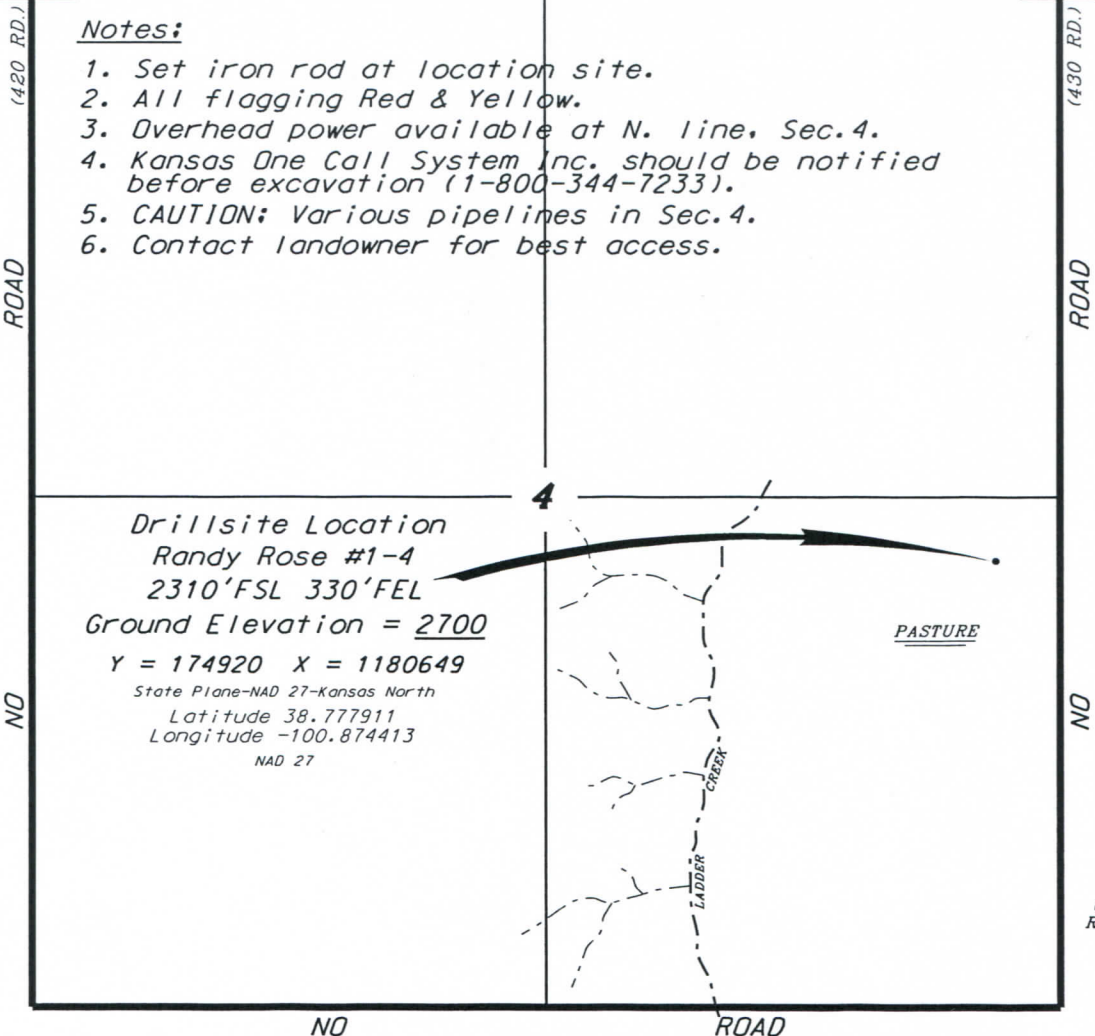 (420 RD.)
(430 RD.)
Notes:
1. Set iron rod at location site.
2. All flagging Red & Yellow.
3. Overhead power available at N. line, Sec.4.
4. Kansas One Call System Inc. should be notified
before excavation (1-800-344-7233).
5. CAUTION: Various pipelines in Sec.4.
6. Contact landowner for best access.
ROAD
ROAD
4
Drillsite Location
Randy Rose #1-4
2310'FSL 330'FEL
Ground Elevation = 2700
Y = 174920 X = 1180649
State Plane-NAD 27-Kansas North
Latitude 38.777911
Longitude -100.874413
NAD 27
PASTURE
NO
NO
CREEK
LADDER
R
NO ROAD